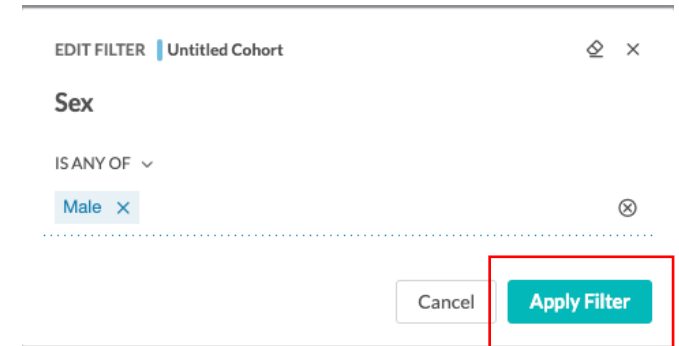 EDIT FILTER Untitled Cohort
Sex
IS ANY OF
Male
Cancel Apply Filter